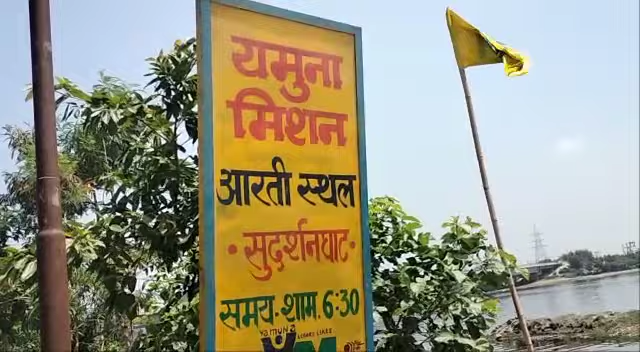 यमुना
मिशन
आरती स्थल
• सुदर्शनघाट •
समय. शाम. 6:30